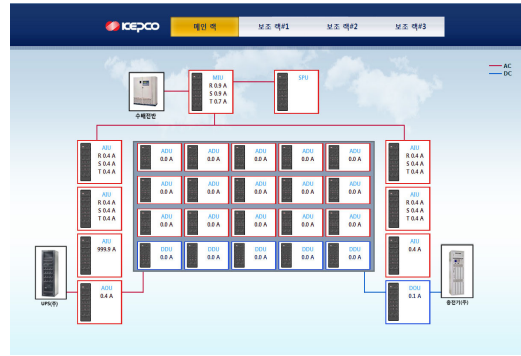 KEPCO 메인 랙 보조 랙#1 보조 랙#2 보조 랙#3
AC
DC
MIU
R 0.9 A
S 0.9 A
T 0.7 A
SPU
수배전반
AIU
R 0.4 A
S 0.4 A
T 0.4 A
AIU
R 0.4 A
S 0.4 A
T 0.4 A
AIU
999.9 A
ADU
0.4 A
UPS(주)
ADU ADU ADU ADU ADU
0.0 A 0.0 A 0.0 A 0.0 A 0.0 A
ADU ADU ADU ADU ADU
0.0 A 0.0 A 0.0 A 0.0 A 0.0 A
ADU ADU ADU ADU ADU
0.0 A 0.0 A 0.0 A 0.0 A 0.0 A
DDU DDU DDU DDU DDU
0.0 A 0.0 A 0.0 A 0.0 A 0.0 A
AIU
R 0.4 A
S 0.4 A
T 0.4 A
AIU
R 0.4 A
S 0.4 A
T 0.4 A
AIU
0.4 A
DDU
0.1 A
충전기(주)